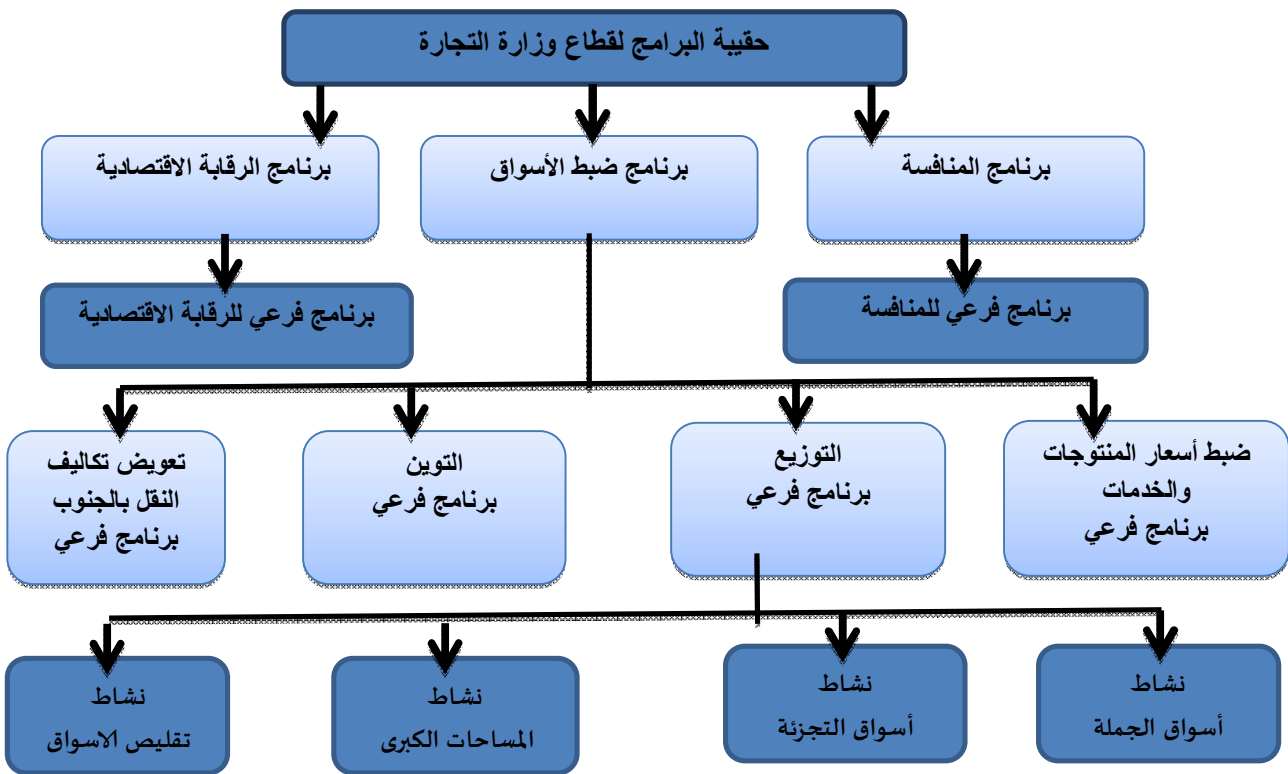 حقيبة البرامج لقطاع وزارة التجارة
برنامج المنافسة
برنامج ضبط الأسواق
برنامج الرقابة الاقتصادية
برنامج فرعي للمنافسة
برنامج فرعي للرقابة الاقتصادية
ضبط أسعار المنتوجات
والخدمات
برنامج فرعي
التوزيع
برنامج فرعي
التوين
برنامج فرعي
تعويض تكاليف
النقل بالجنوب
برنامج فرعي
نشاط
أسواق الجملة
نشاط
أسواق التجزئة
نشاط
المساحات الكبرى
نشاط
تقليص الاسواق